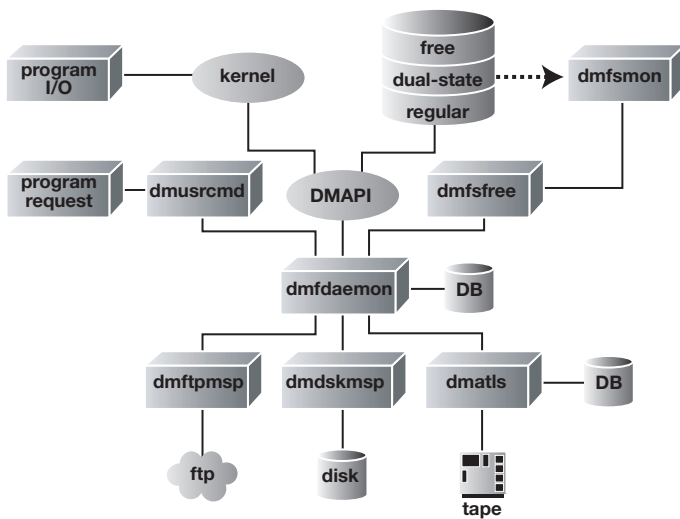 program
I/O
kernel
free
dual-state
regular
dmfsmon
program
request
dmusrcmd
DMAPI
dmfsfree
dmfdaemon
DB
dmftpmsp
dmdskmsp
dmatls
DB
ftp
disk
tape